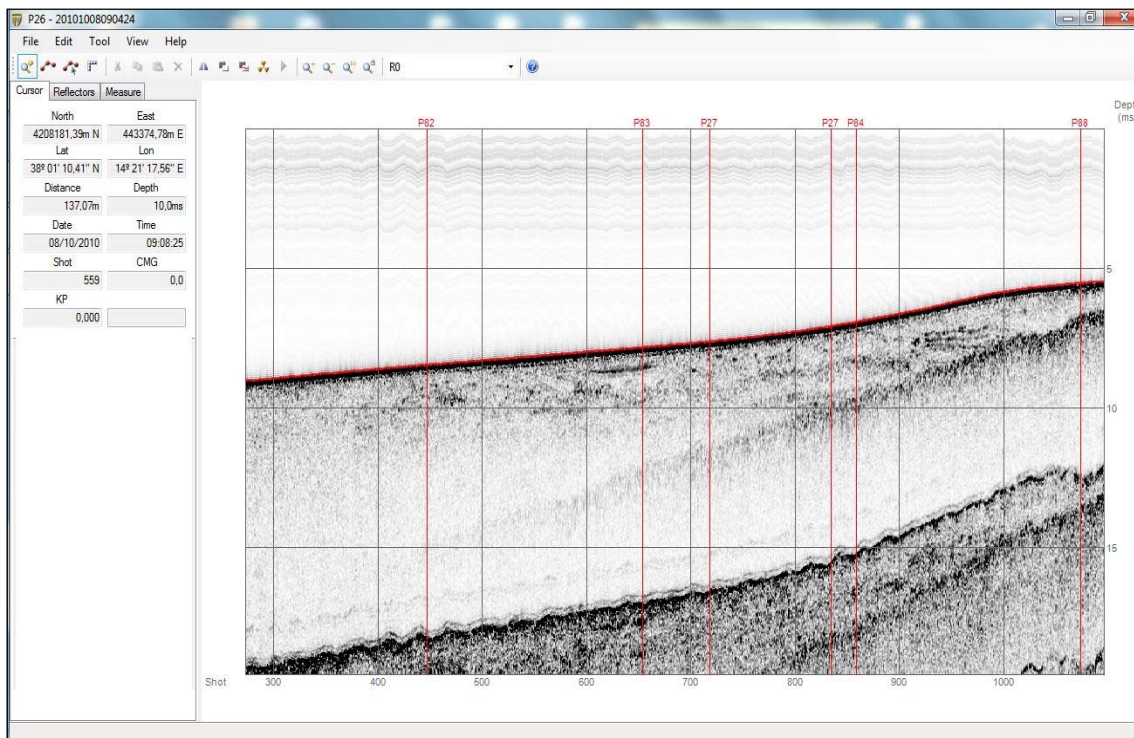 P26 - 20101008090424
File Edit Tool View Help
R0
Cursor Reflectors Measure
North East
4208181,39m N 443374,78m E
Lat Lon
38º 01' 10,41'' N 14º 21' 17,56'' E
Distance Depth
137,07m 10,0ms
Date Time
08/10/2010 09:08:25
Shot CMG
559 0,0
KP
0,000
Dept
(ms
P82 P83 P27 P27 P84 P88
5
10
15
Shot 300 400 500 600 700 800 900 1000